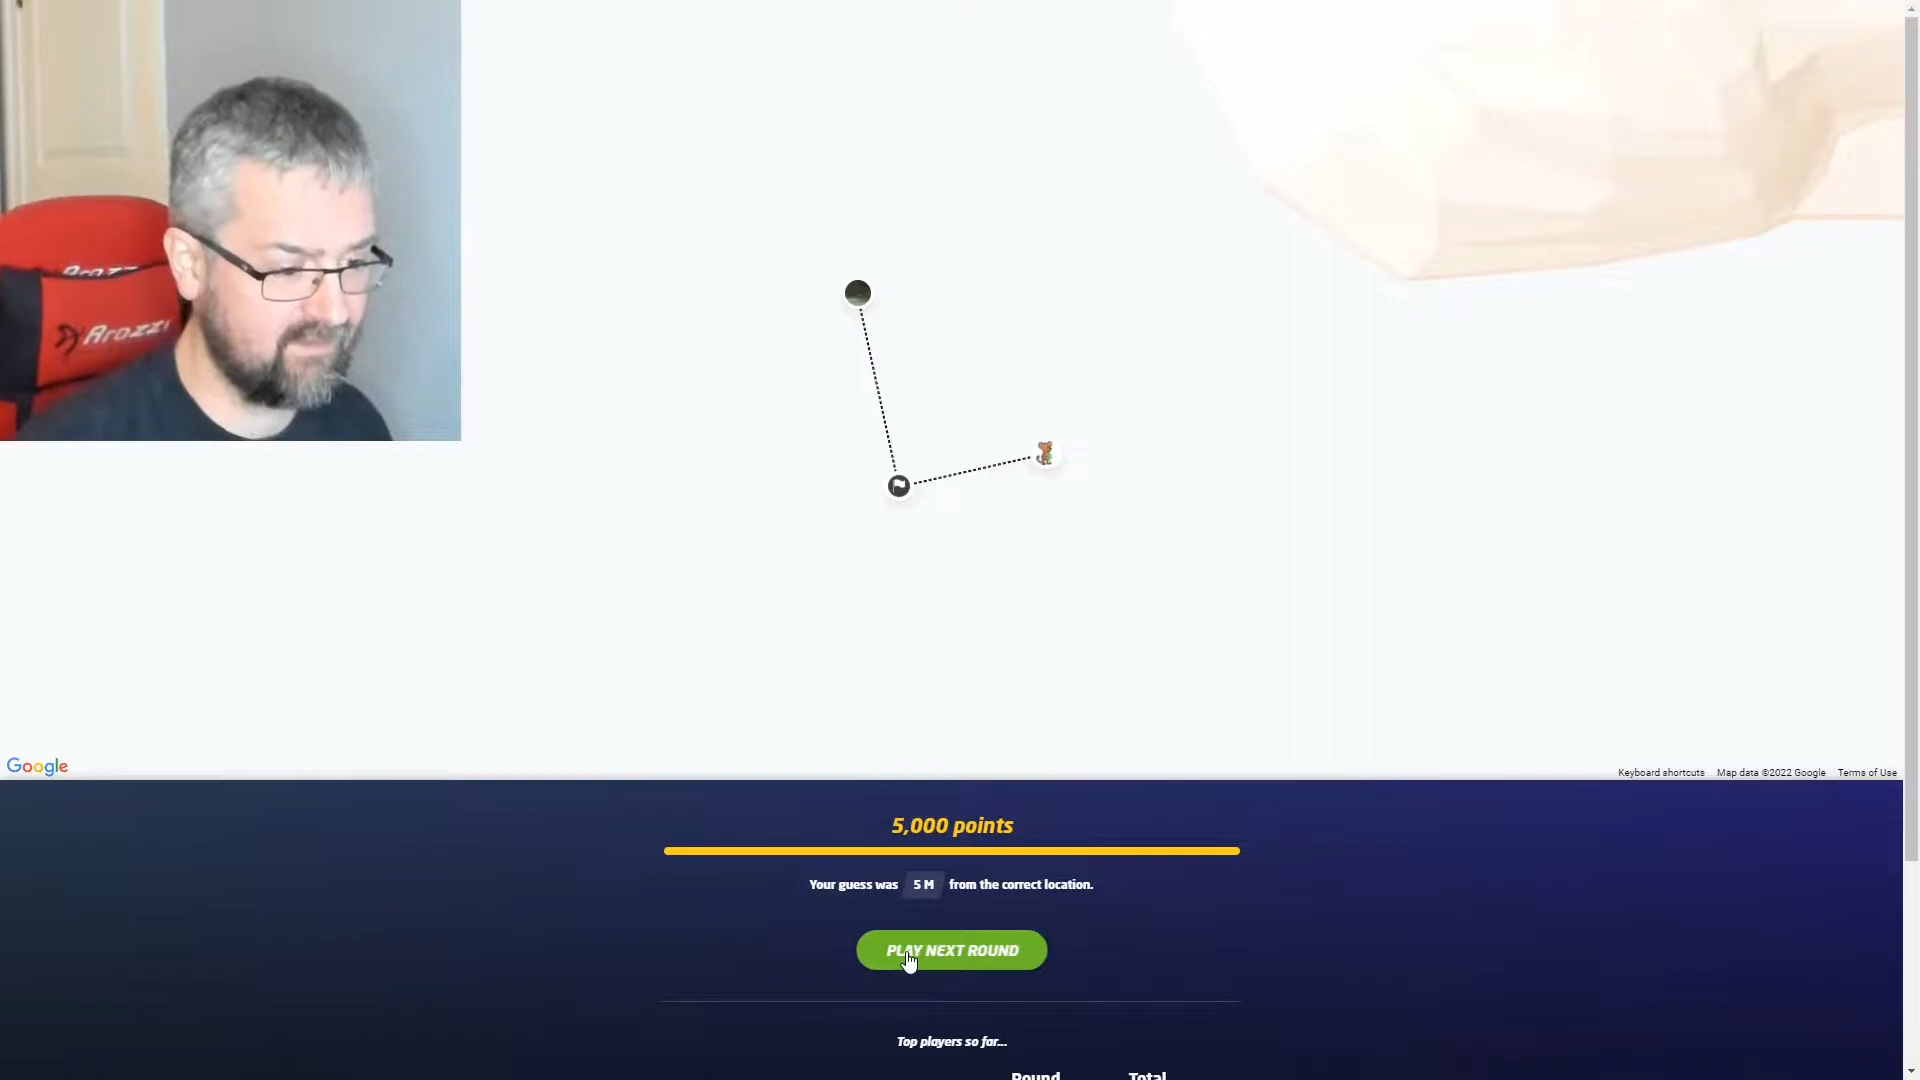 Arozzi
Google
Keyboard shortcuts
Map data ©2022 Google
Terms of Use
5,000 points
Your guess was 5 M from the correct location.
PLAY NEXT ROUND
Top players so far...
Round Total